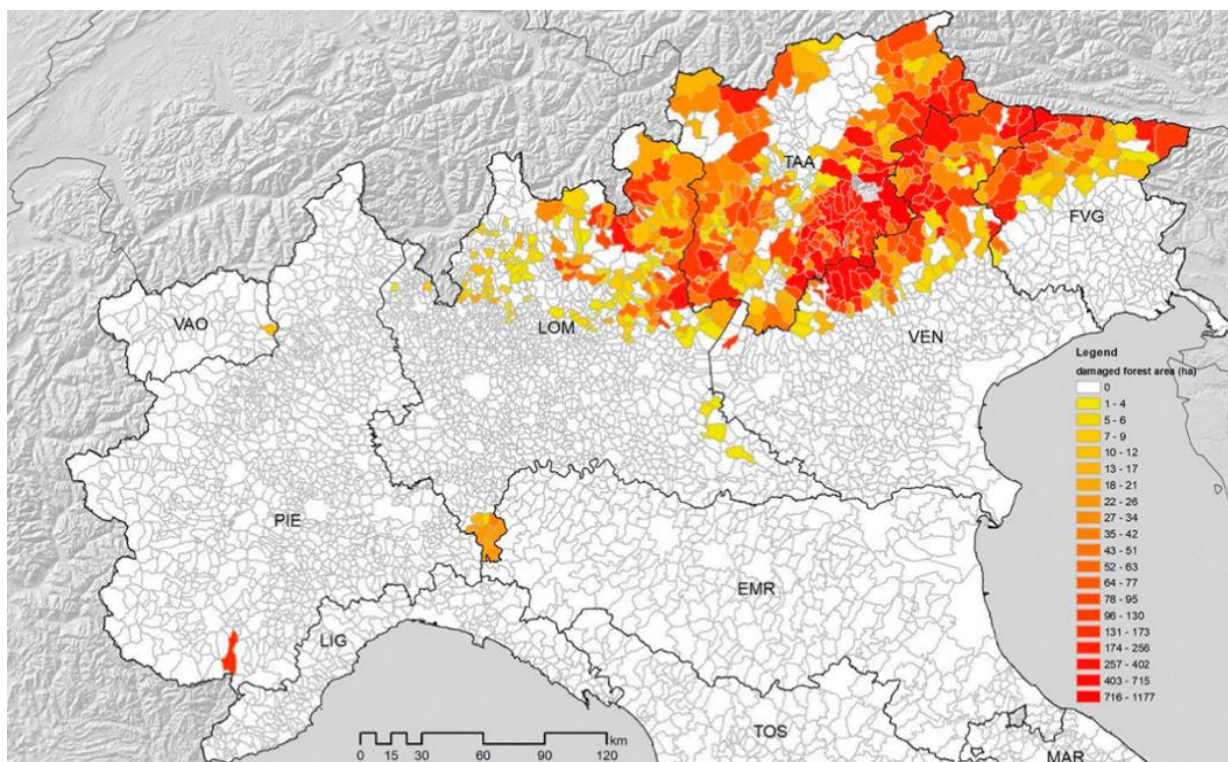 TAA
FVG
VAO
LOM
VEN
Legend
damaged forest area (ha)
0
1 - 4
5 - 6
7 - 9
10 - 12
13 - 17
18 - 21
22 - 26
27 - 34
35 - 42
43 - 51
52 - 63
64 - 77
78 - 95
96 - 130
131 - 173
174 - 256
257 - 402
403 - 715
716 - 1177
PIE
EMR
LIG
TOS
MAR
km
0 15 30 60 90 120